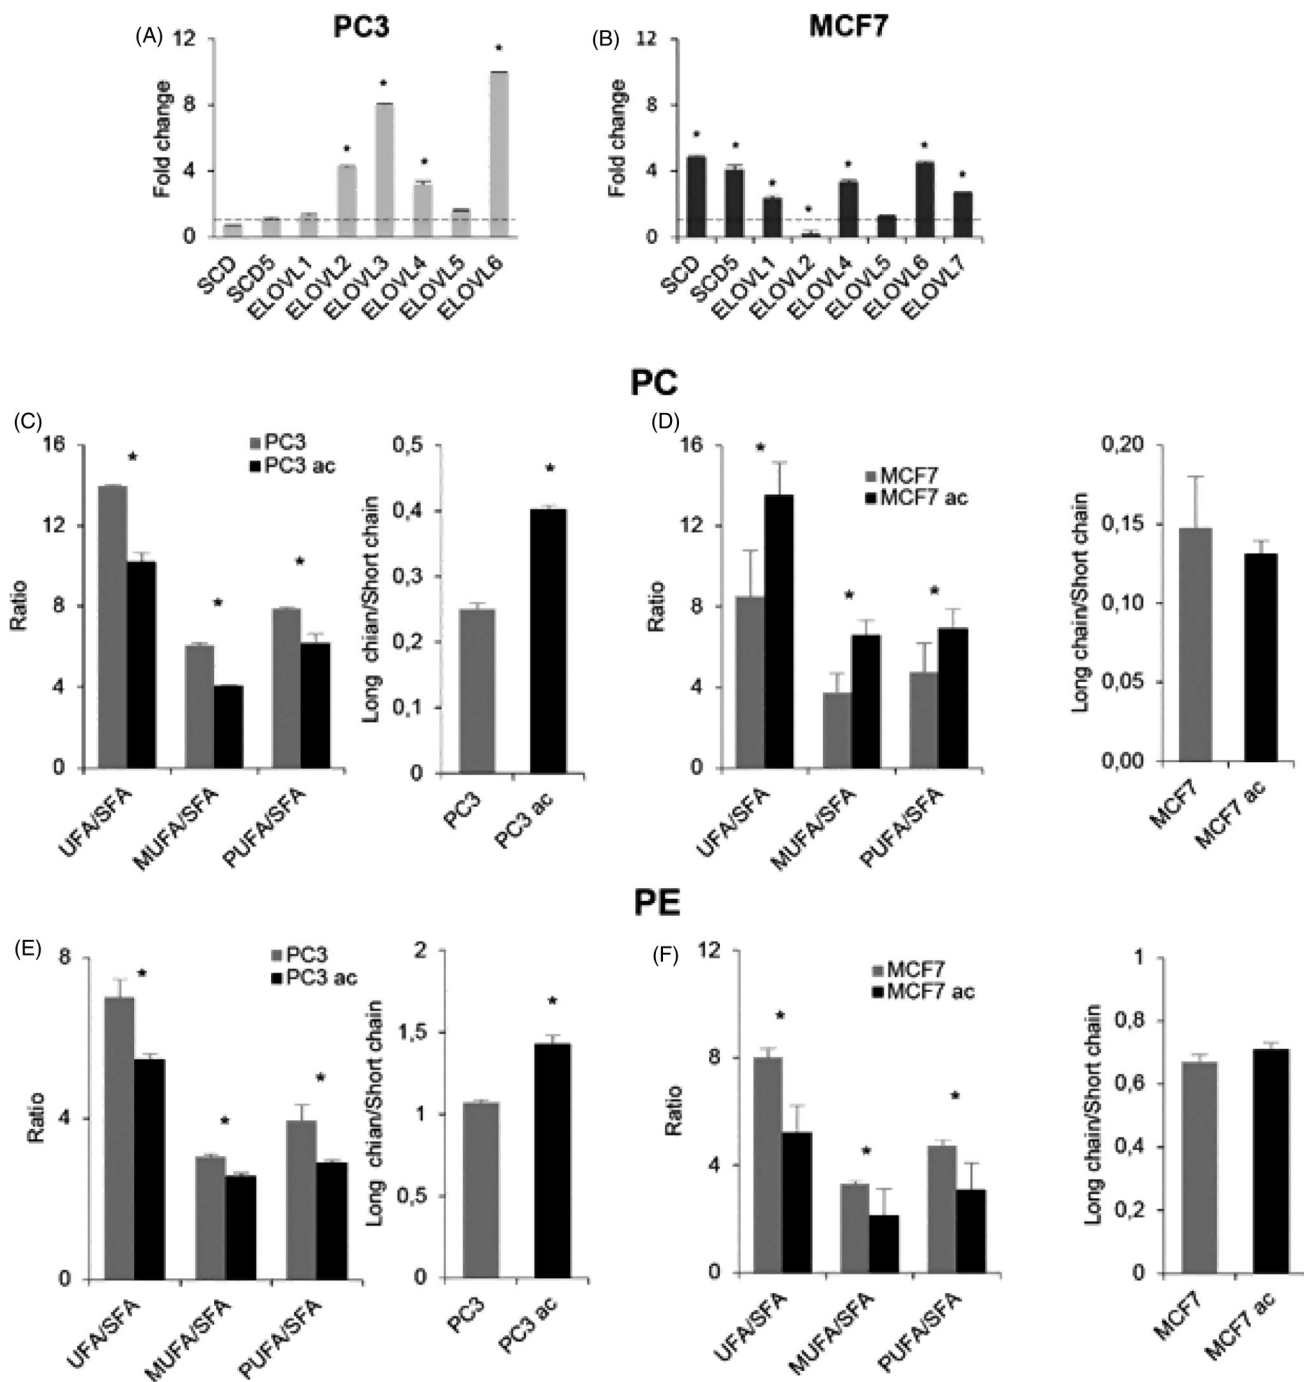 (A) PC3
12
8
4
0
Fold change
* * * *
SCD SCD5 ELOVL1 ELOVL2 ELOVL3 ELOVL4 ELOVL5 ELOVL6
(B) MCF7
12
8
4
0
Fold change
* * * * * * *
SCD SCD5 ELOVL1 ELOVL2 ELOVL4 ELOVL5 ELOVL6 ELOVL7
PC
(C)
16
12
8
4
0
Ratio
PC3
PC3 ac
* * *
UFA/SFA MUFA/SFA PUFA/SFA
0,5
0,4
0,3
0,2
0,1
0
Long chian/Short chain
*
PC3 PC3 ac
(D)
16
12
8
4
0
Ratio
MCF7
MCF7 ac
* * *
UFA/SFA MUFA/SFA PUFA/SFA
0,20
0,15
0,10
0,05
0,00
Long chain/Short chain
MCF7 MCF7 ac
PE
(E)
8
4
0
Ratio
PC3
PC3 ac
* * *
UFA/SFA MUFA/SFA PUFA/SFA
2
1,5
1
0,5
0
Long chian/Short chain
*
PC3 PC3 ac
(F)
12
8
4
0
Ratio
MCF7
MCF7 ac
* * *
UFA/SFA MUFA/SFA PUFA/SFA
1
0,8
0,6
0,4
0,2
0
Long chain/Short chain
MCF7 MCF7 ac